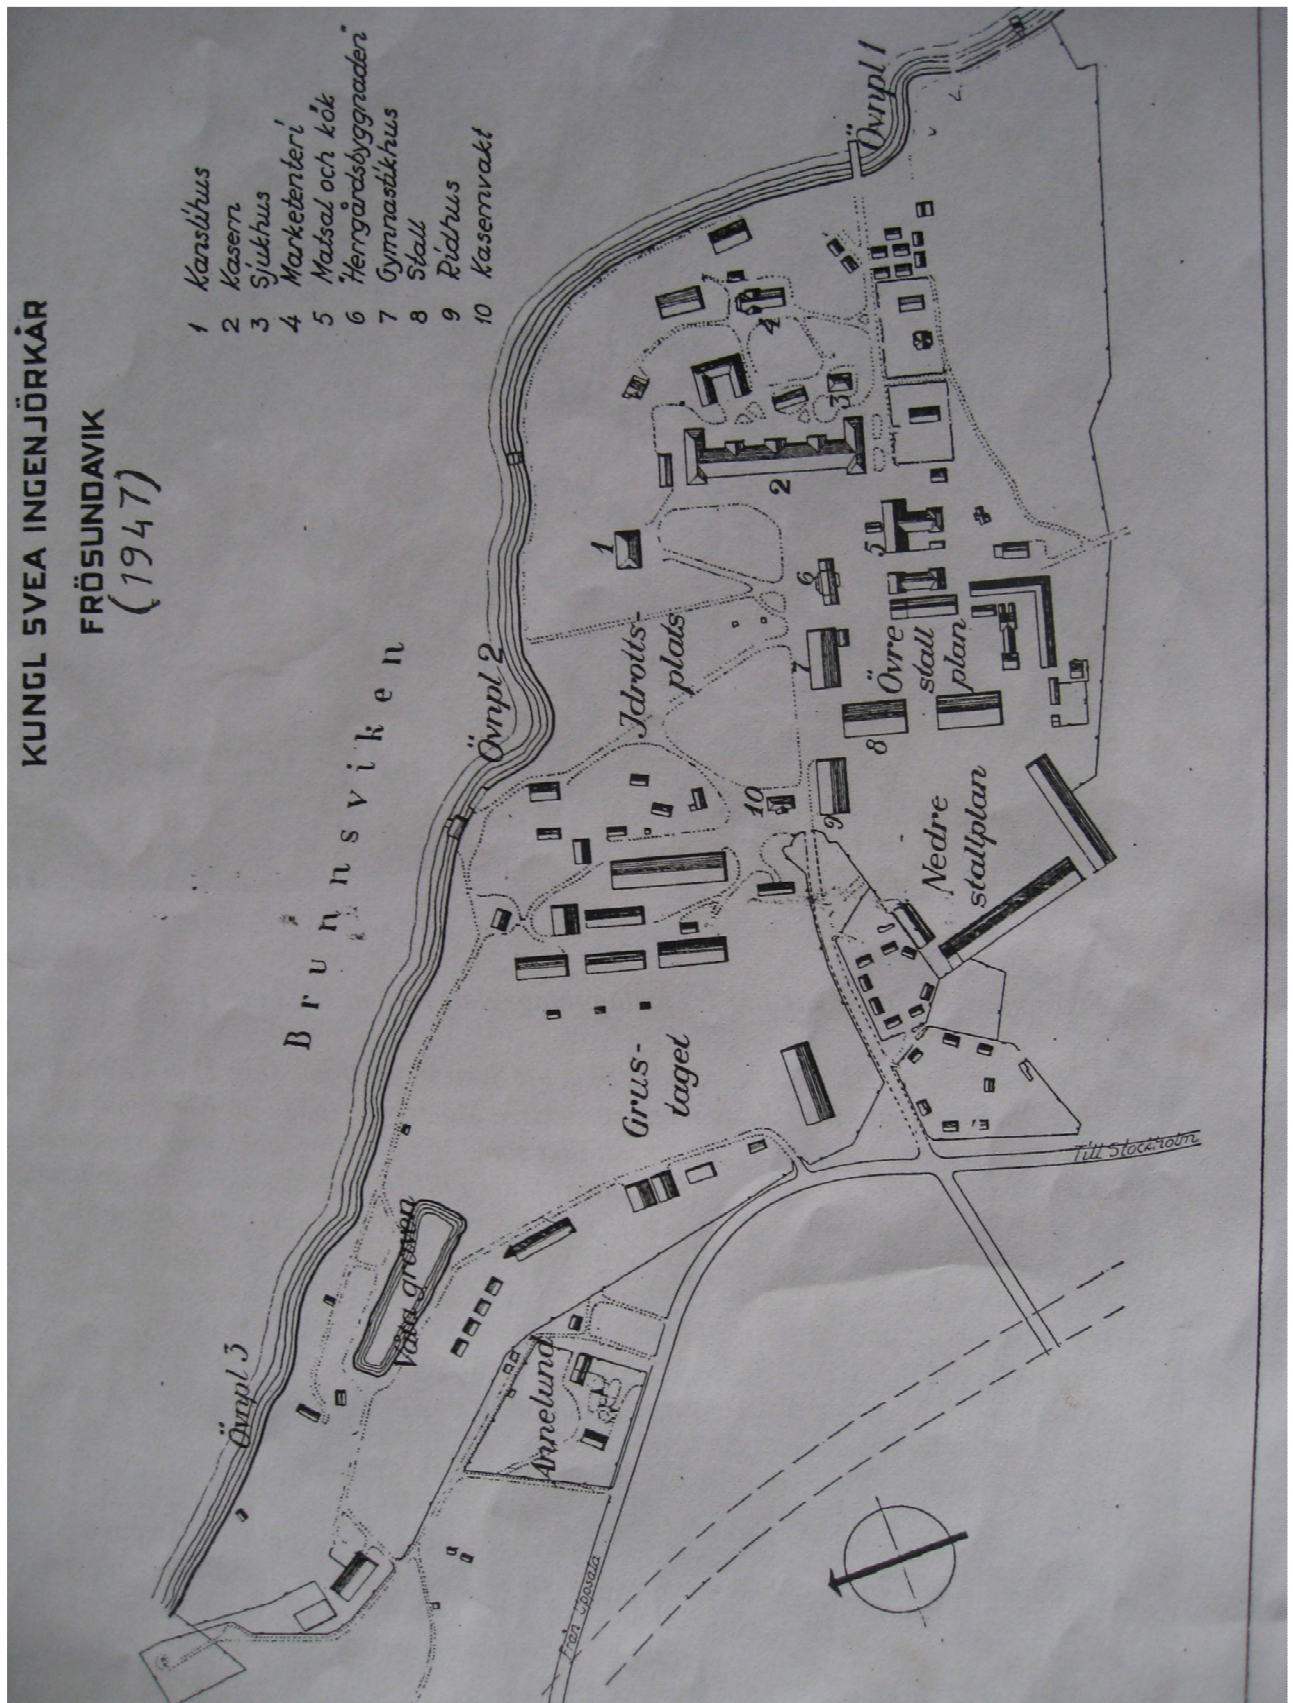 KUNGL SVEA INGENJÖRKÅR
FRÖSUNDAVIK
(1947)
1 Kanslihus
2 Kasern
3 Sjukhus
4 Marketenteri
5 Matsal och kök
6 "Herrgårdsbyggnaden"
7 Gymnastikhus
8 Stall
9 Ridhus
10 Kasernvakt
Brunnsviken
Övnpl 3
Övnpl 2
Övnpl 1
Våta graven
Annelund
Grus-
taget
Idrotts-
plats
1
2
3
4
5
6
7
8
9
10
Övre
stall
plan
Nedre
stallplan
Från Uppsala
Till Stockholm